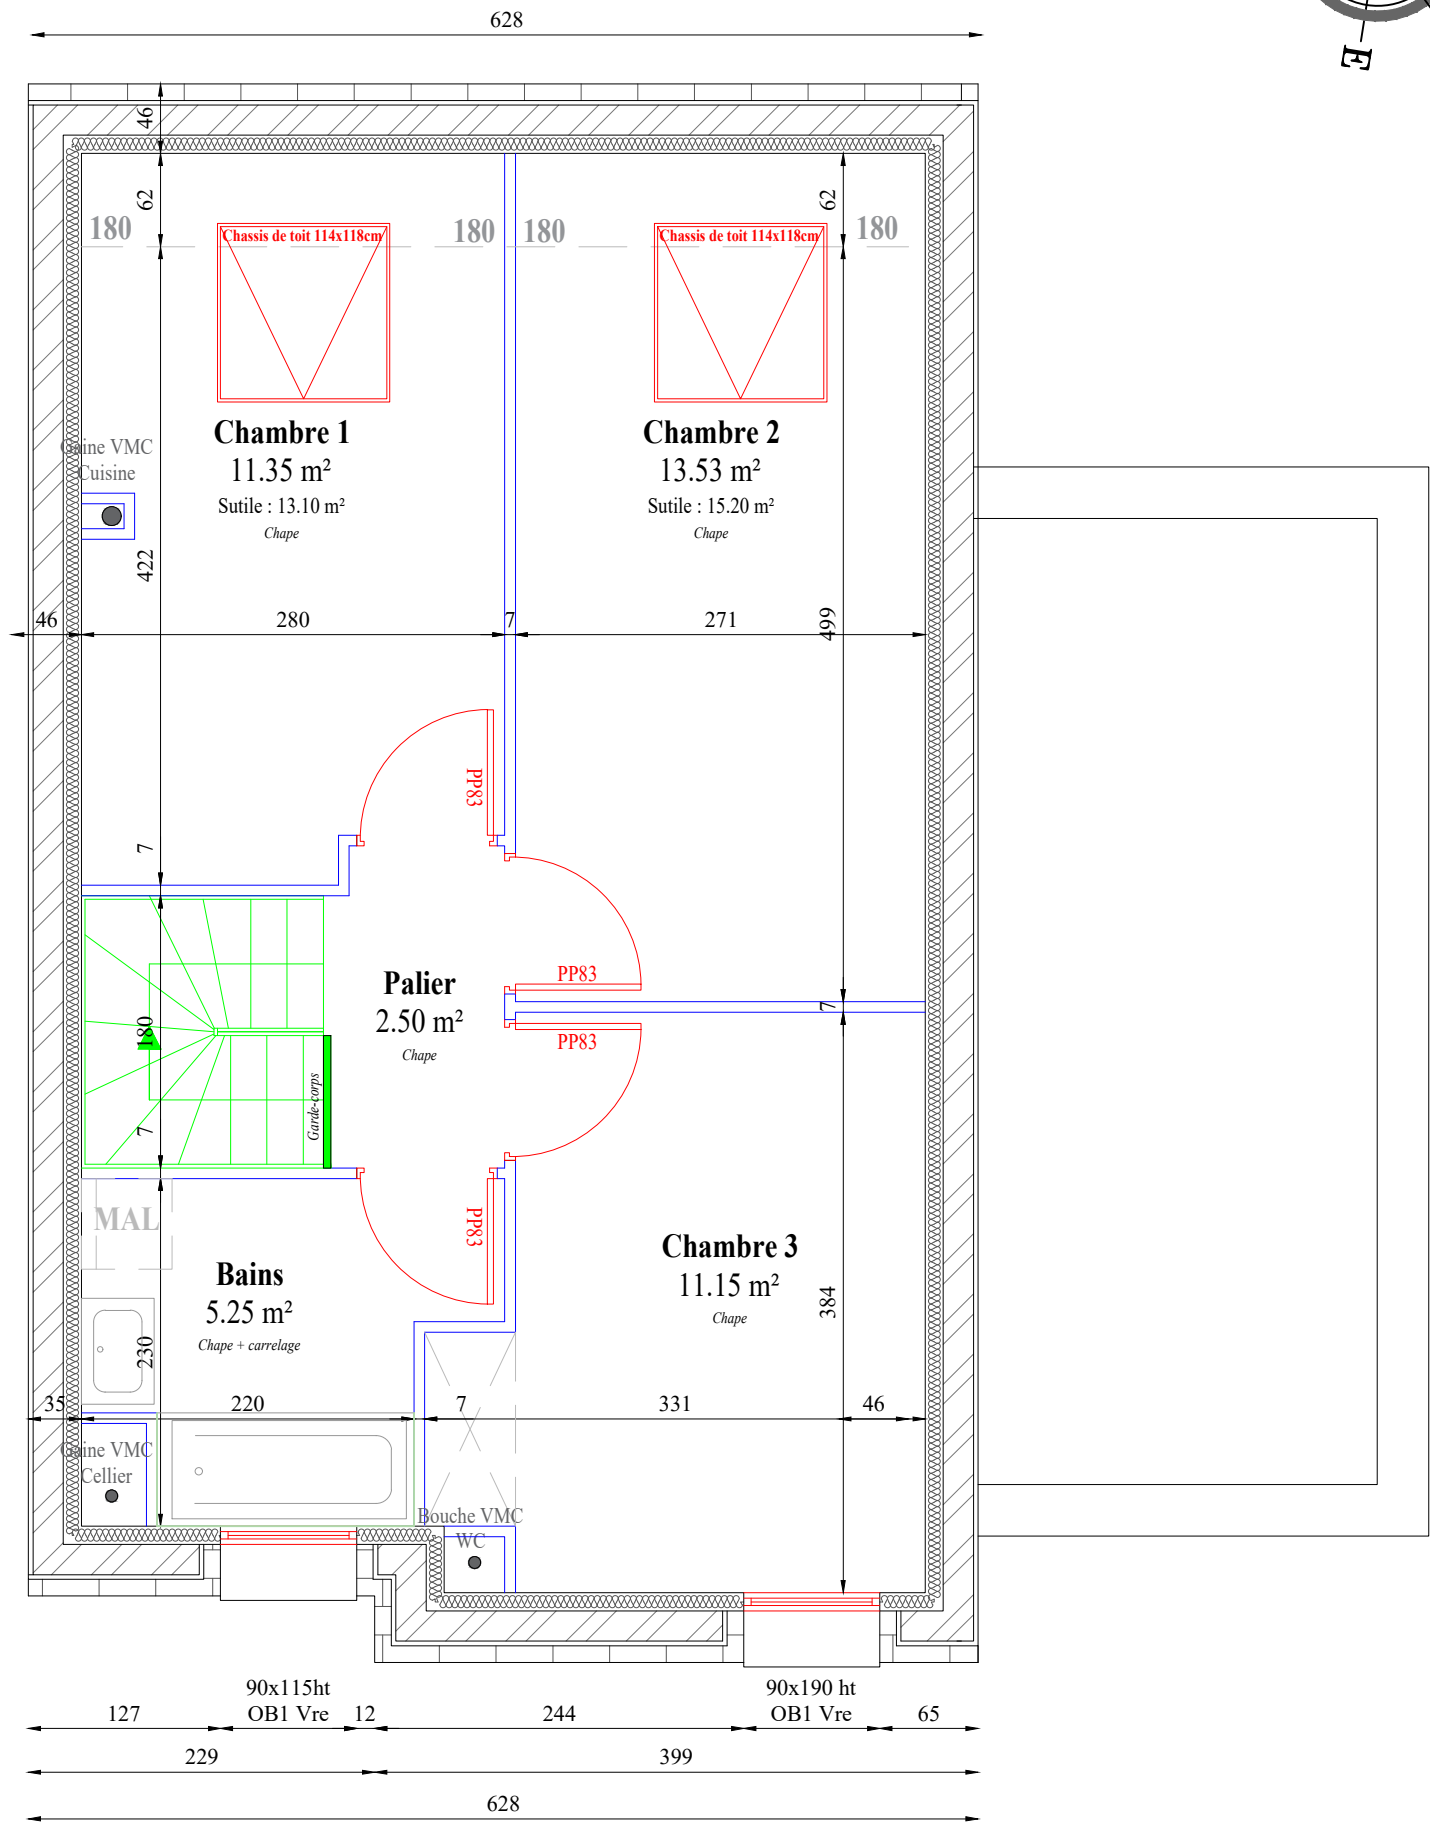 628
E
46
62
62
180
180
180
180
Chassis de toit 114x118cm
Chassis de toit 114x118cm
Chambre 1
11.35 m²
Sutile : 13.10 m²
Chape
Chambre 2
13.53 m²
Sutile : 15.20 m²
Chape
Gaine VMC
Cuisine
422
46
280
7
271
499
PP83
7
PP83
Palier
2.50 m²
Chape
7
180
PP83
Garde-corps
7
MAL
PP83
Bains
5.25 m²
Chape + carrelage
Chambre 3
11.15 m²
Chape
384
230
35
220
7
331
46
Gaine VMC
Cellier
Bouche VMC
WC
90x115ht
OB1 Vre
90x190 ht
OB1 Vre
127
12
244
65
229
399
628